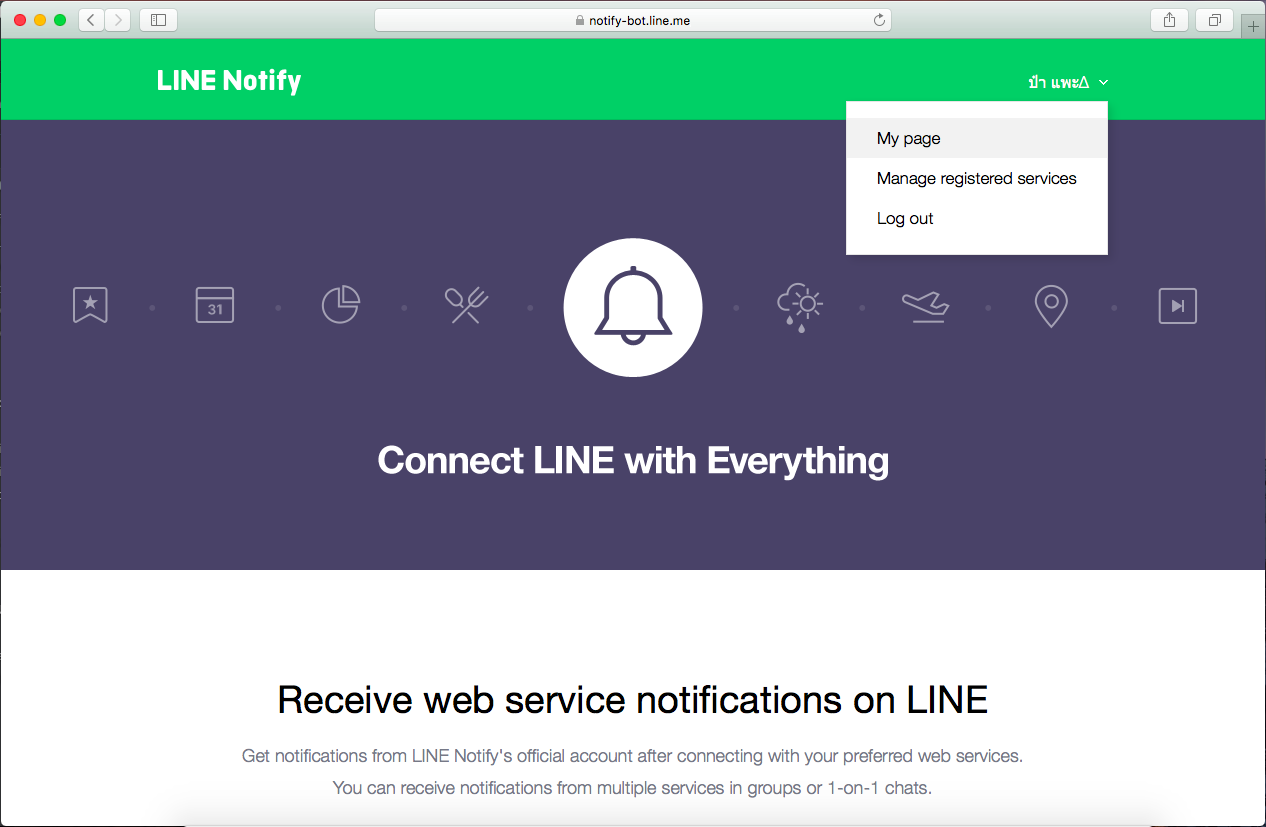 notify-bot.line.me
LINE Notify
ป๋า แพะΔ
My page
Manage registered services
Log out
31
Connect LINE with Everything
Receive web service notifications on LINE
Get notifications from LINE Notify's official account after connecting with your preferred web services.
You can receive notifications from multiple services in groups or 1-on-1 chats.